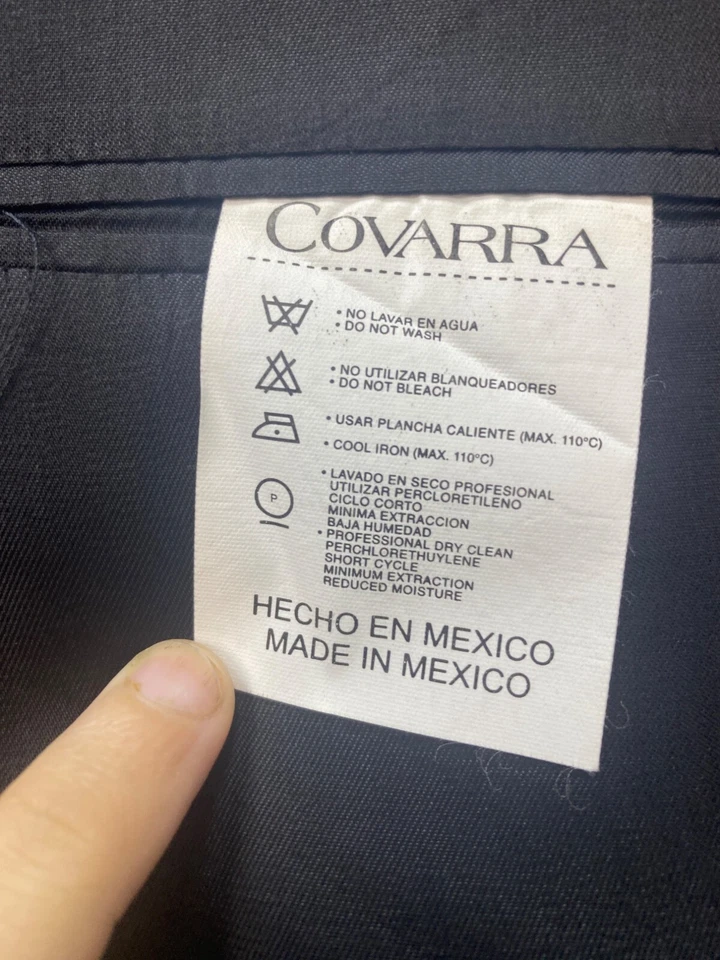 COVARRA
• NO LAVAR EN AGUA
• DO NOT WASH
• NO UTILIZAR BLANQUEADORES
• DO NOT BLEACH
• USAR PLANCHA CALIENTE (MAX. 110°C)
• COOL IRON (MAX. 110°C)
P
• LAVADO EN SECO PROFESIONAL
UTILIZAR PERCLORETILENO
CICLO CORTO
MINIMA EXTRACCION
BAJA HUMEDAD
• PROFESSIONAL DRY CLEAN
PERCHLORETHUYLENE
SHORT CYCLE
MINIMUM EXTRACTION
REDUCED MOISTURE
HECHO EN MEXICO
MADE IN MEXICO